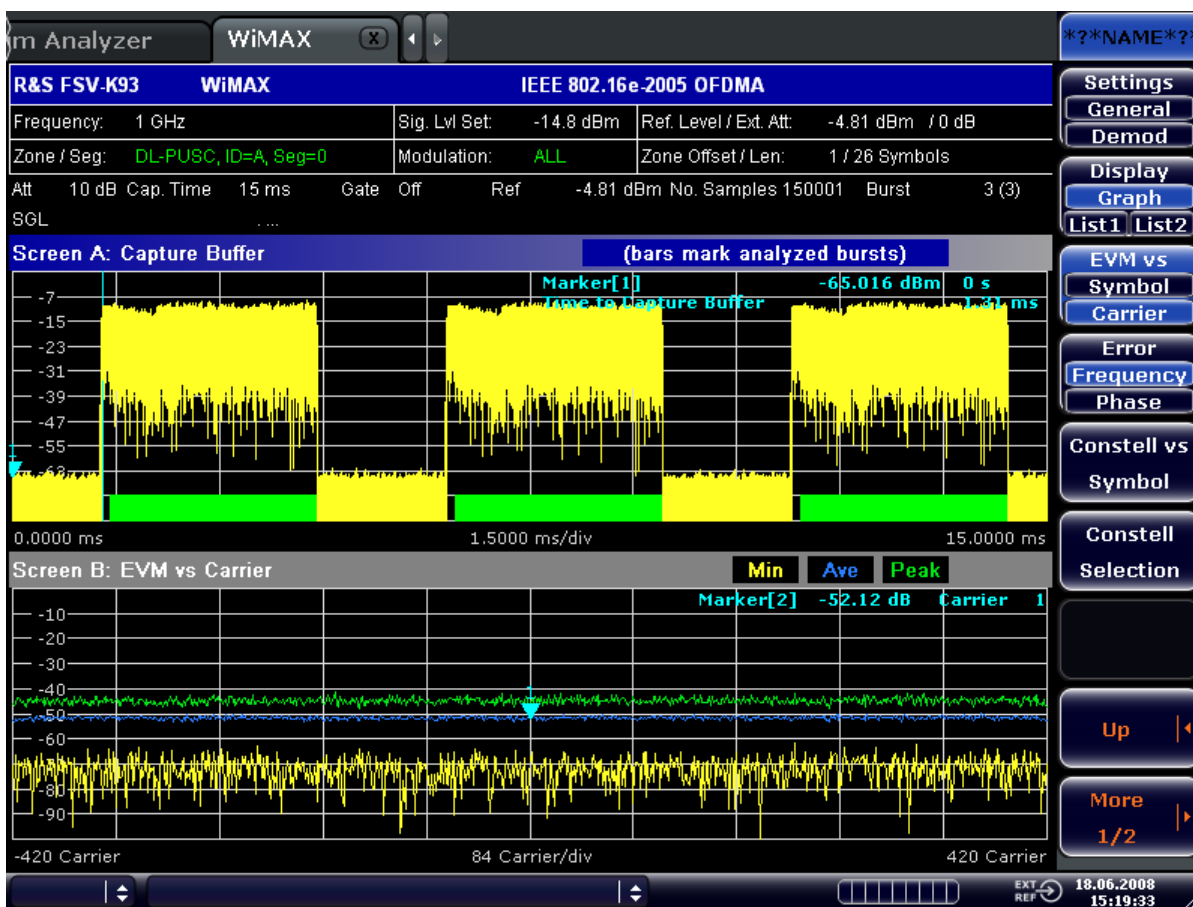 m Analyzer WiMAX X
*?*NAME*?
R&S FSV-K93 WiMAX IEEE 802.16e-2005 OFDMA
Frequency: 1 GHz Sig. Lvl Set: -14.8 dBm Ref. Level / Ext. Att: -4.81 dBm / 0 dB
Zone / Seg: DL-PUSC, ID=A, Seg=0 Modulation: ALL Zone Offset / Len: 1 / 26 Symbols
Att 10 dB Cap. Time 15 ms Gate Off Ref -4.81 dBm No. Samples 150001 Burst 3 (3)
SGL
Screen A: Capture Buffer (bars mark analyzed bursts)
Marker[1] -65.016 dBm 0 s
Time to Capture Buffer 1.31 ms
-7
-15
-23
-31
-39
-47
-55
-63
1
0.0000 ms 1.5000 ms/div 15.0000 ms
Screen B: EVM vs Carrier Min Ave Peak
Marker[2] -52.12 dB Carrier 1
-10
-20
-30
-40
-50
-60
-80
-90
-420 Carrier 84 Carrier/div 420 Carrier
Settings
General
Demod
Display
Graph
List1 List2
EVM vs
Symbol
Carrier
Error
Frequency
Phase
Constell vs
Symbol
Constell
Selection
Up
More
1/2
EXT
REF
18.06.2008
15:19:33